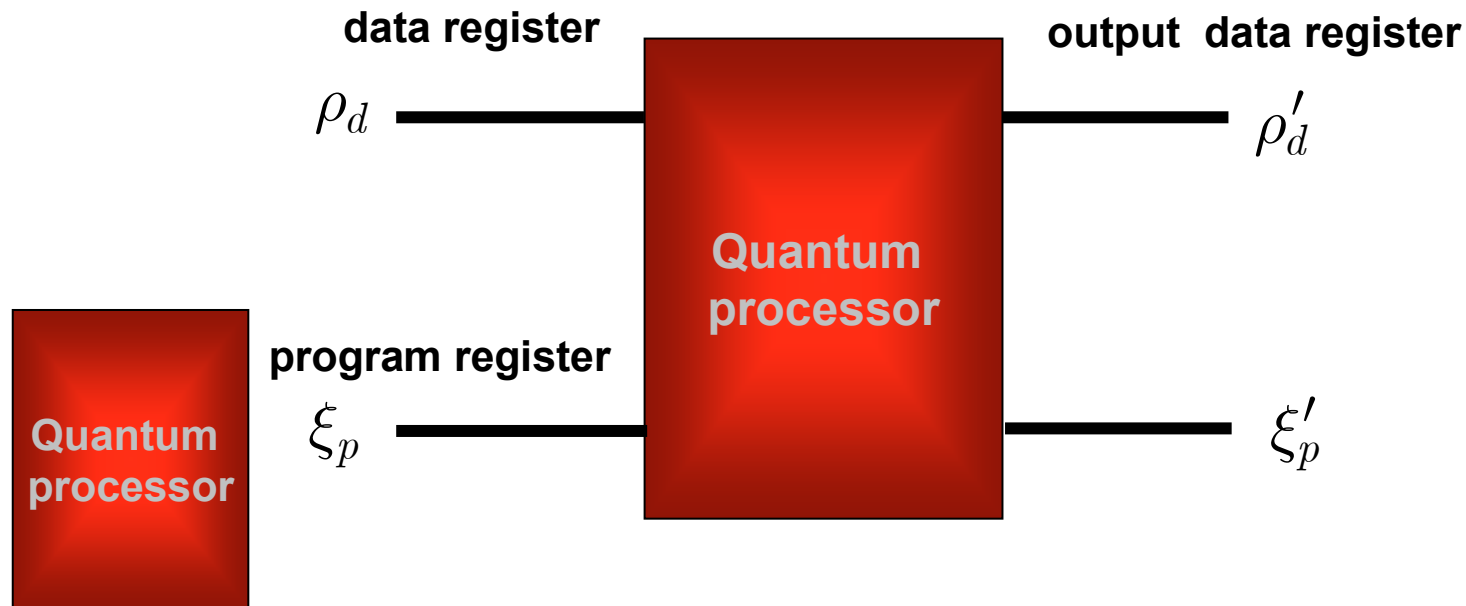 data register
output data register
ρ_d
ρ'_d
Quantum
processor
program register
ξ_p
ξ'_p
Quantum
processor